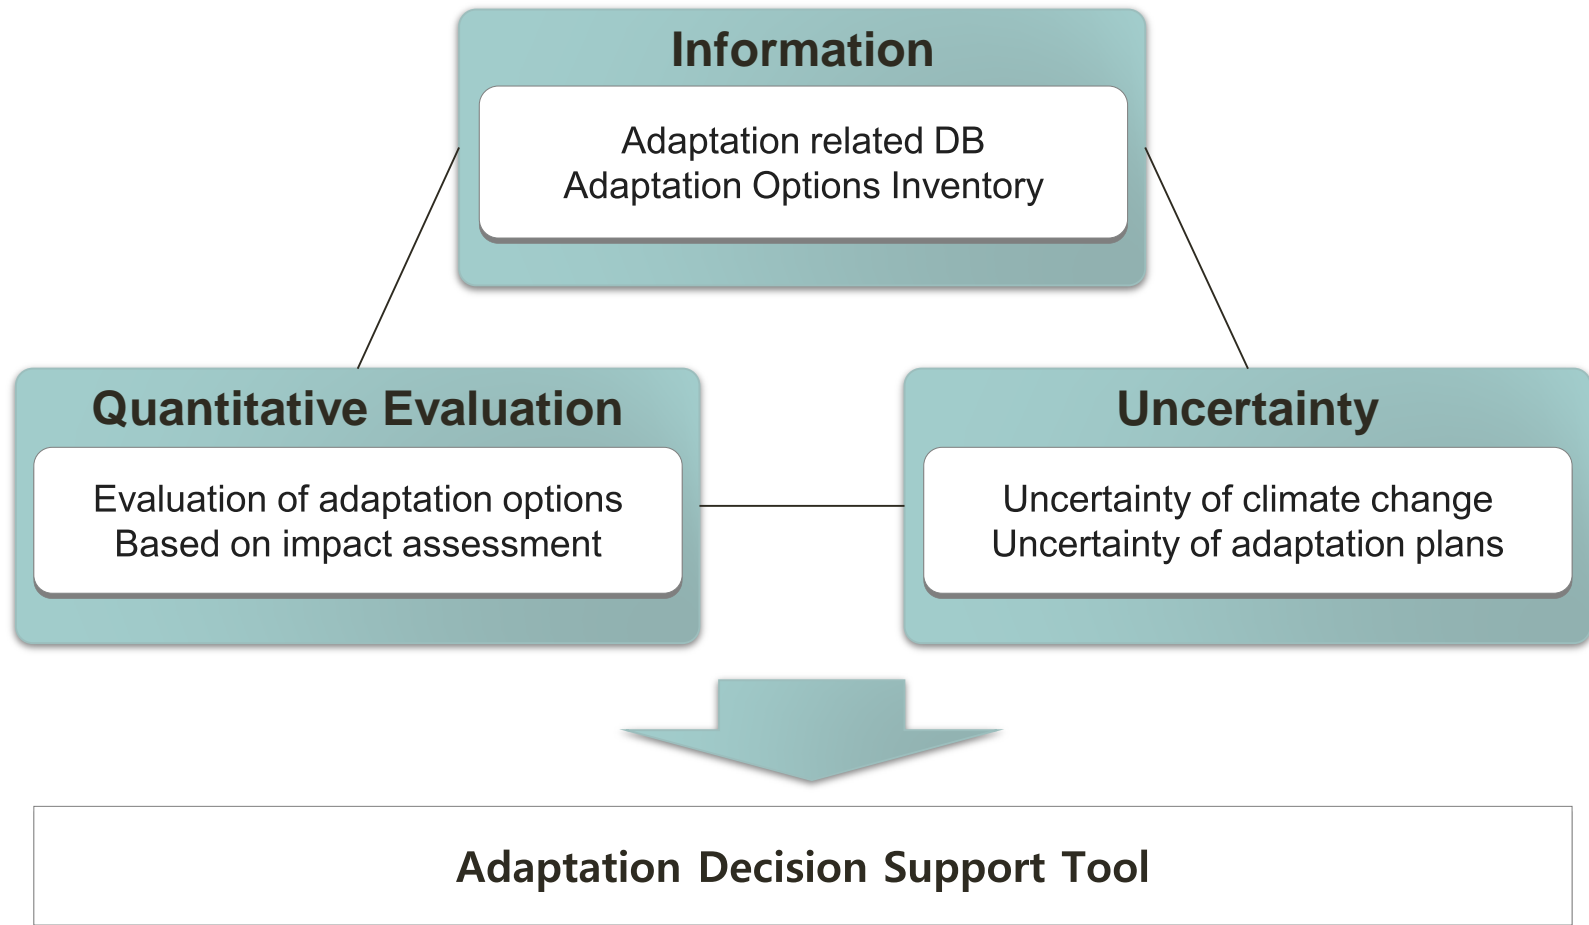 Information
Adaptation related DB
Adaptation Options Inventory
Quantitative Evaluation
Evaluation of adaptation options
Based on impact assessment
Uncertainty
Uncertainty of climate change
Uncertainty of adaptation plans
Adaptation Decision Support Tool